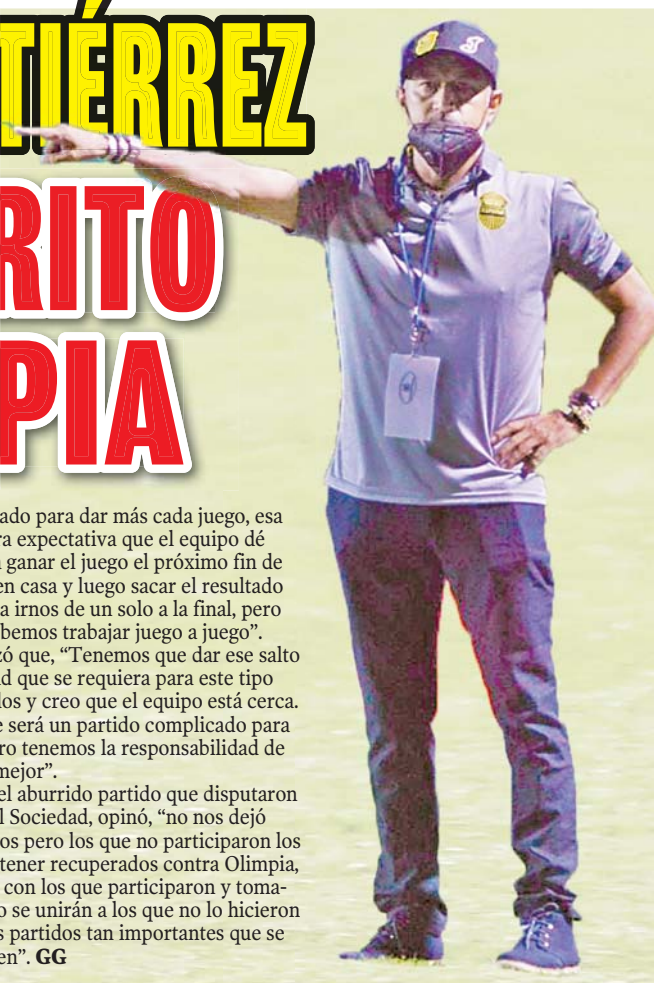 TIÉRREZ
RITO
PIA
ado para dar más cada juego, esa
ra expectativa que el equipo dé
ganar el juego el próximo fin de
en casa y luego sacar el resultado
a irnos de un solo a la final, pero
bemos trabajar juego a juego”.
zó que, “Tenemos que dar ese salto
d que se requiera para este tipo
los y creo que el equipo está cerca.
e será un partido complicado para
ro tenemos la responsabilidad de
mejor”.
el aburrido partido que disputaron
l Sociedad, opinó, “no nos dejó
os pero los que no participaron los
tener recuperados contra Olimpia,
con los que participaron y toma-
o se unirán a los que no lo hicieron
s partidos tan importantes que se
en”. GG